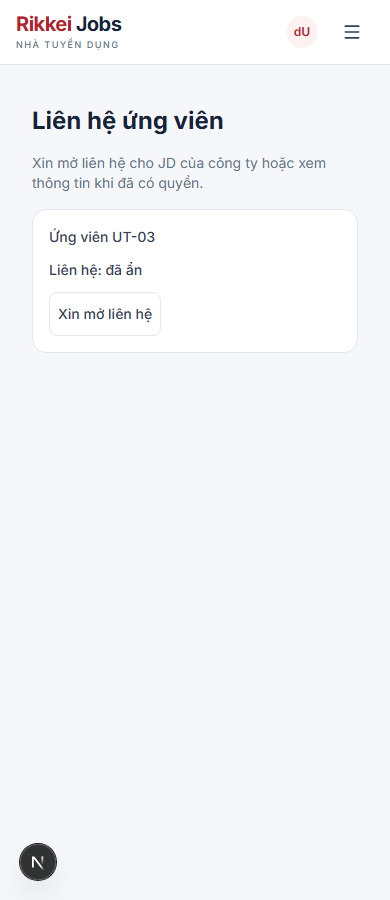 Rikkei Jobs
NHÀ TUYỂN DỤNG
dU
Liên hệ ứng viên
Xin mở liên hệ cho JD của công ty hoặc xem
thông tin khi đã có quyền.
Ứng viên UT-03
Liên hệ: đã ẩn
Xin mở liên hệ
N